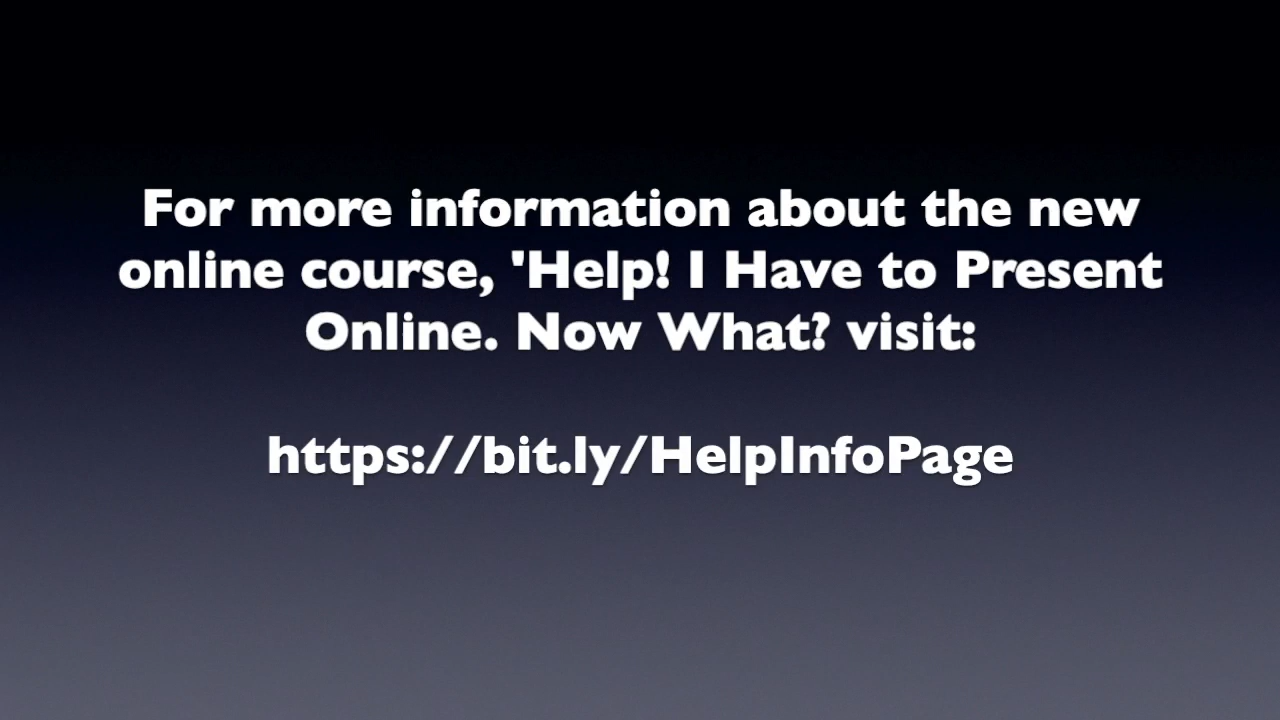 For more information about the new
online course, 'Help! I Have to Present
Online. Now What? visit:
https://bit.ly/HelpInfoPage